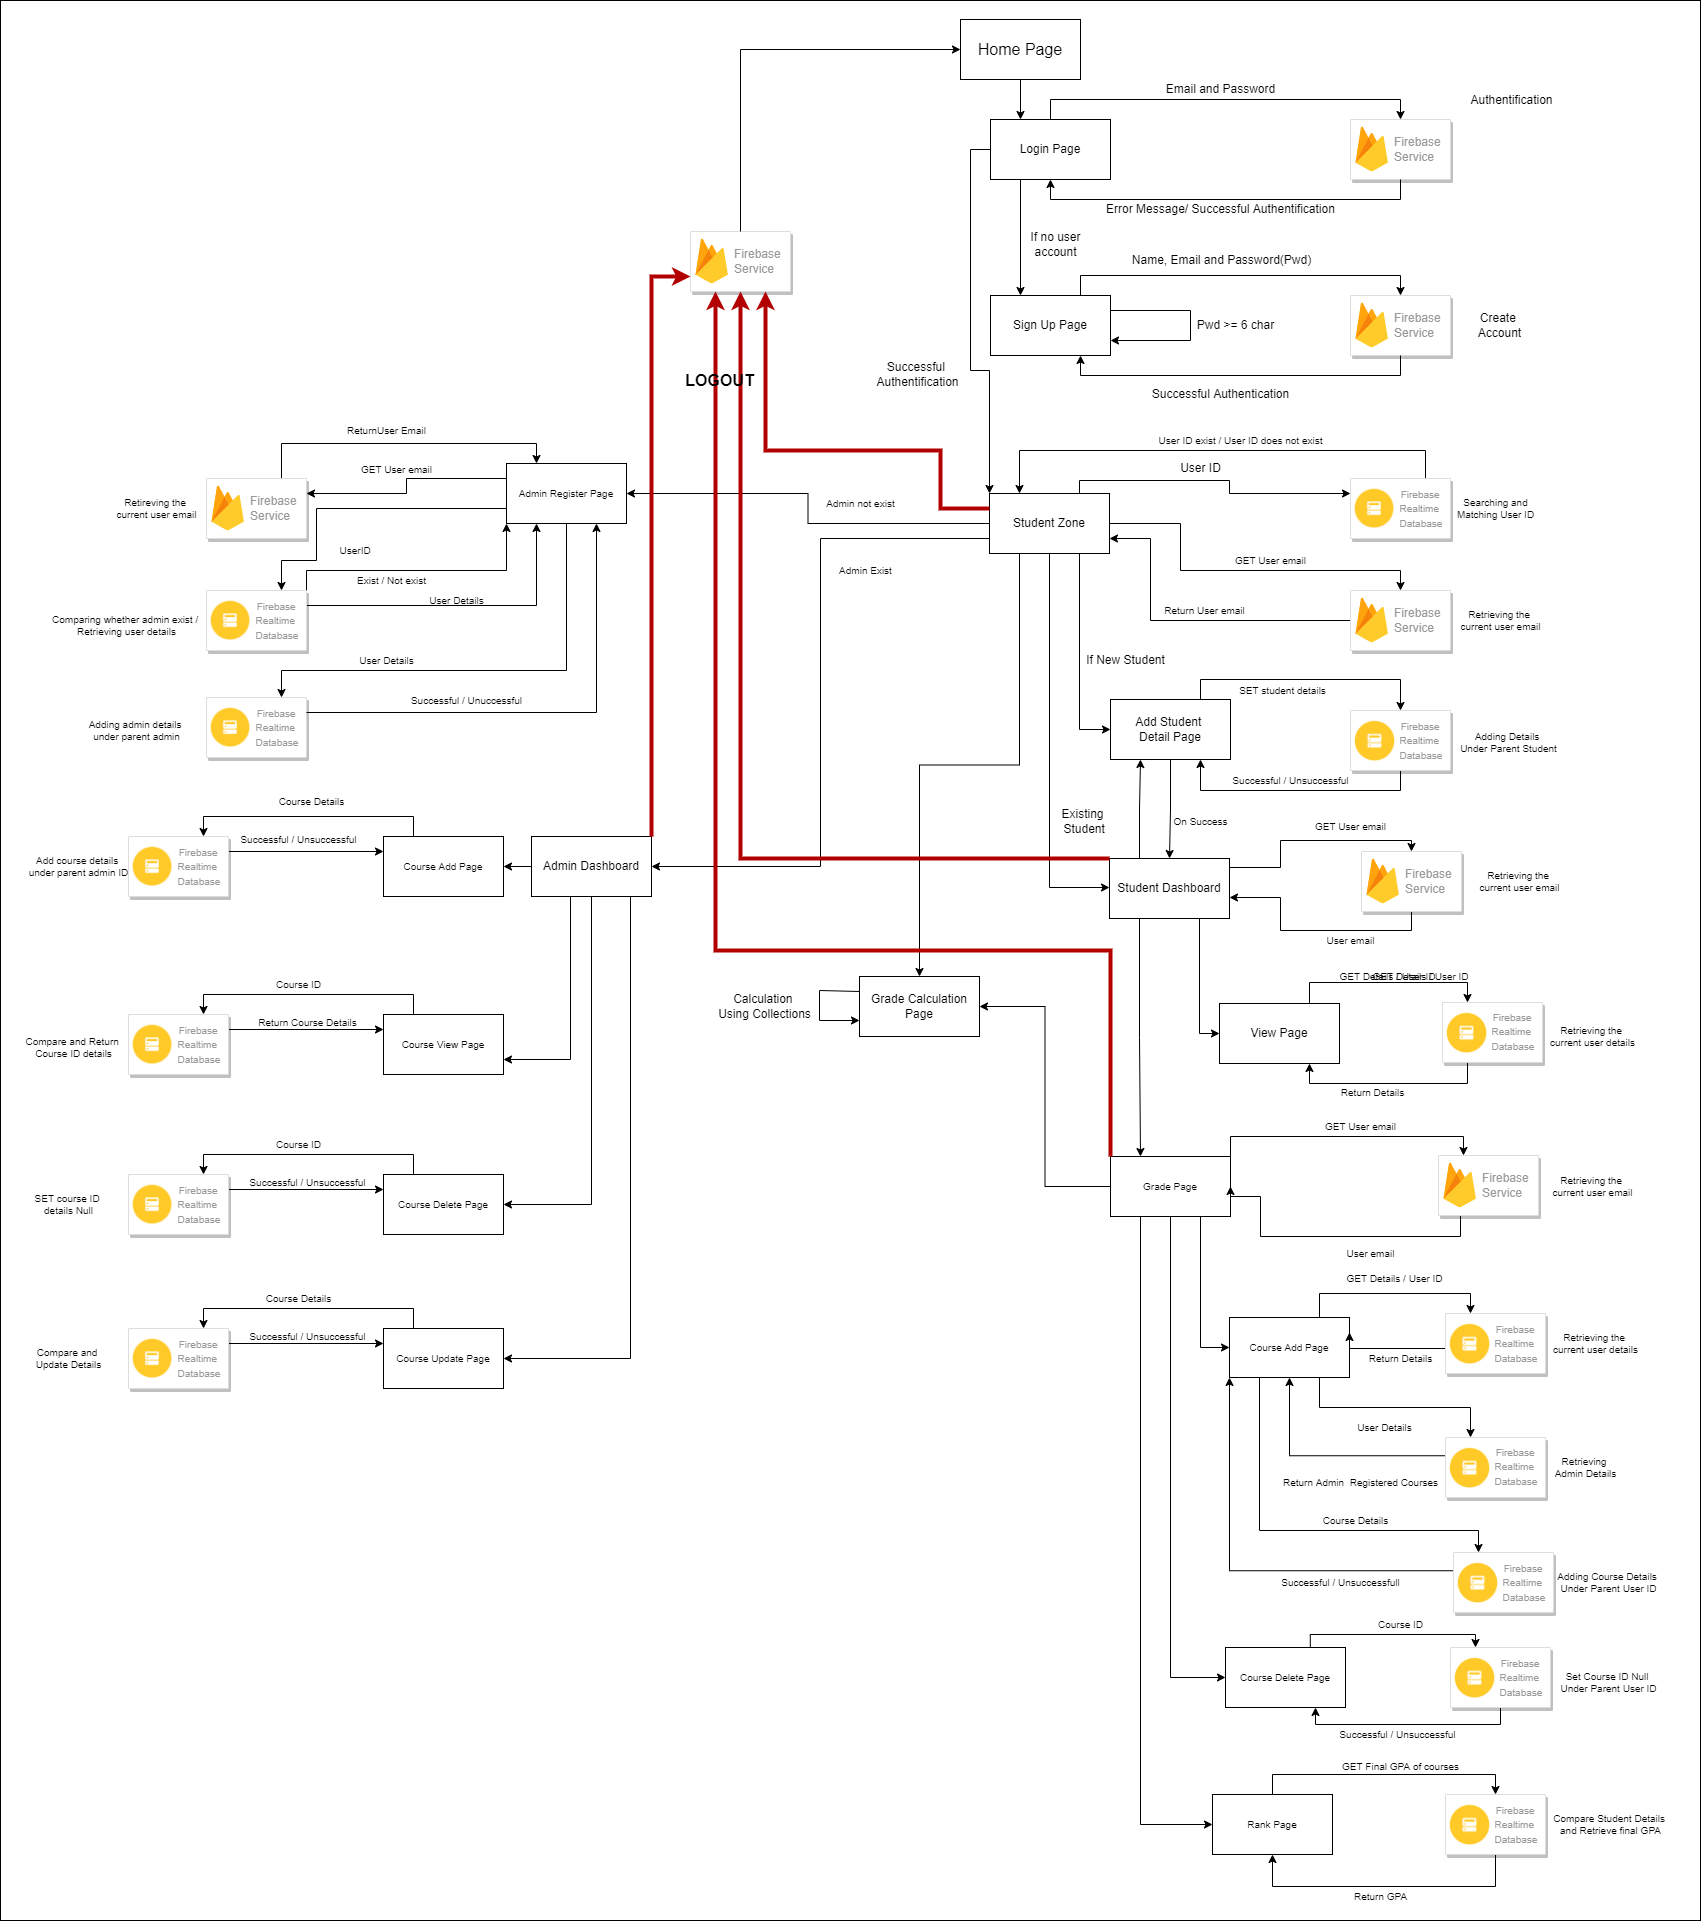 Home Page
Email and Password
Authentification
Login Page
Firebase
Service
Error Message/ Successful Authentification
If no user
account
Firebase
Service
Name, Email and Password(Pwd)
Sign Up Page
Pwd >= 6 char
Firebase
Service
Create
Account
Successful
Authentification
LOGOUT
Successful Authentication
ReturnUser Email
User ID exist / User ID does not exist
GET User email
User ID
Retireving the
current user email
Firebase
Service
Admin Register Page
Admin not exist
Student Zone
Firebase
Realtime
Database
Searching and
Matching User ID
UserID
Admin Exist
GET User email
Exist / Not exist
User Details
Return User email
Comparing whether admin exist /
Retrieving user details
Firebase
Realtime
Database
Firebase
Service
Retrieving the
current user email
User Details
If New Student
Successful / Unuccessful
SET student details
Adding admin details
under parent admin
Firebase
Realtime
Database
Add Student
Detail Page
Firebase
Realtime
Database
Adding Details
Under Parent Student
Successful / Unsuccessful
Course Details
Existing
Student
On Success
Successful / Unsuccessful
GET User email
Add course details
under parent admin ID
Firebase
Realtime
Database
Course Add Page
Admin Dashboard
Student Dashboard
Firebase
Service
Retrieving the
current user email
User email
Course ID
GET Details / User ID
GET Details / User ID
Calculation
Using Collections
Grade Calculation
Page
Return Course Details
Compare and Return
Course ID details
Firebase
Realtime
Database
Course View Page
View Page
Firebase
Realtime
Database
Retrieving the
current user details
Return Details
Course ID
GET User email
Successful / Unsuccessful
SET course ID
details Null
Firebase
Realtime
Database
Course Delete Page
Grade Page
Firebase
Service
Retrieving the
current user email
User email
Course Details
GET Details / User ID
Successful / Unsuccessful
Compare and
Update Details
Firebase
Realtime
Database
Course Update Page
Course Add Page
Return Details
Firebase
Realtime
Database
Retrieving the
current user details
User Details
Return Admin Registered Courses
Firebase
Realtime
Database
Retrieving
Admin Details
Course Details
Successful / Unsuccessfull
Firebase
Realtime
Database
Adding Course Details
Under Parent User ID
Course ID
Course Delete Page
Firebase
Realtime
Database
Set Course ID Null
Under Parent User ID
Successful / Unsuccessful
GET Final GPA of courses
Rank Page
Firebase
Realtime
Database
Compare Student Details
and Retrieve final GPA
Return GPA